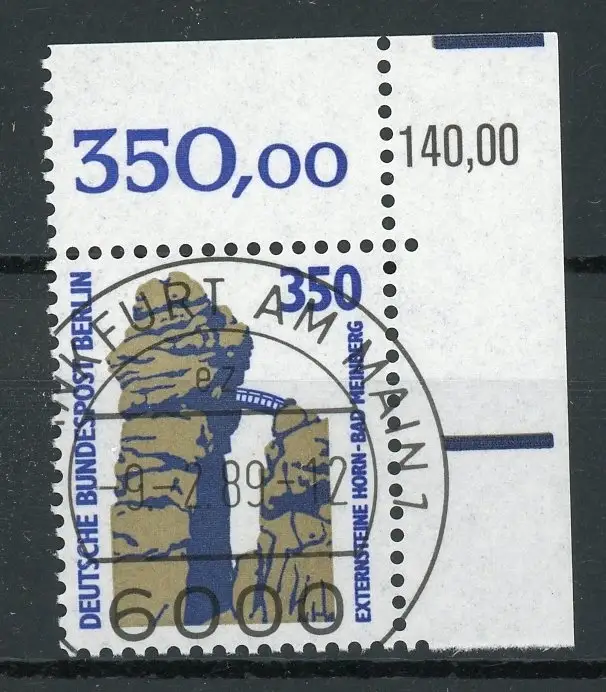 350,00
140,00
350
DEUTSCHE BUNDESPOST BERLIN
EXTERNSTEINE HORN-BAD MEINBERG
KFURT AM MAIN 1
ez
-9.-2.89-12
6000